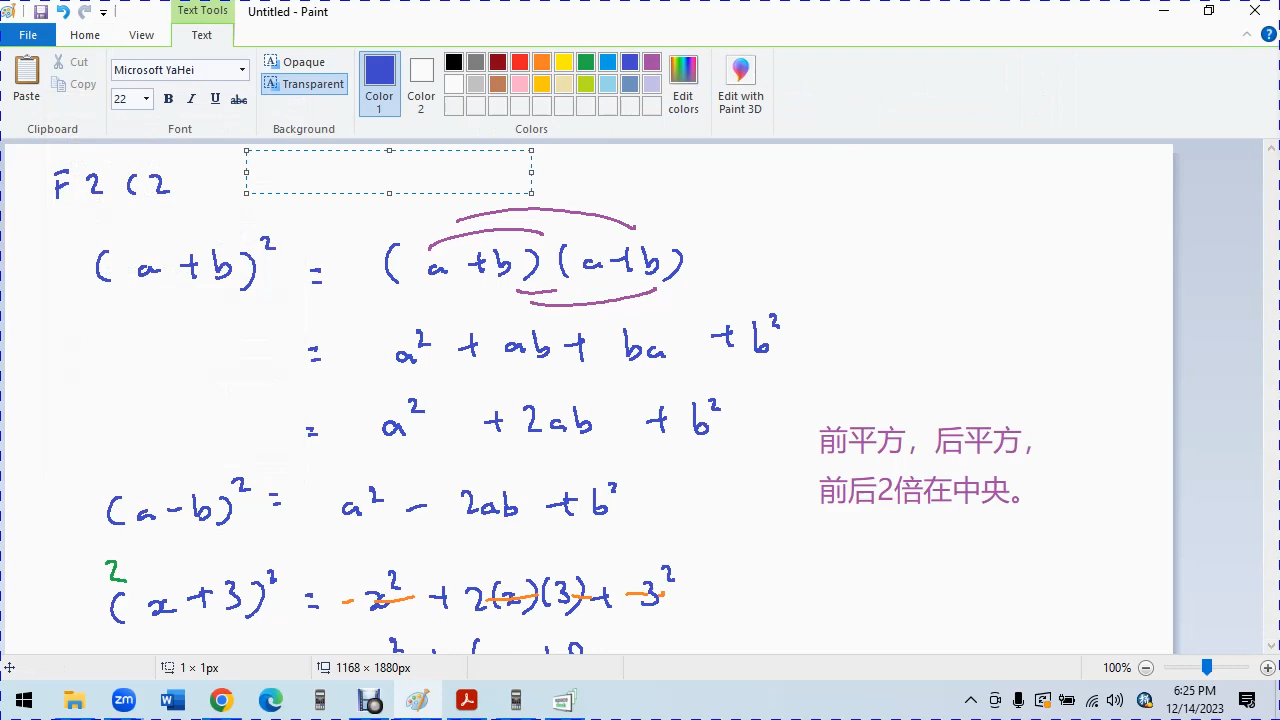 Text Tools
Untitled - Paint
File
Home
View
Text
Paste
Cut
Copy
Clipboard
Microsoft YaHei
22
B I U abc
Font
Opaque
Transparent
Background
Color 1
Color 2
Colors
Edit colors
Edit with Paint 3D
F 2 C 2
(a + b)² = (a + b)(a + b)
= a² + ab + ba + b²
= a² + 2ab + b²
前平方，后平方，
前后2倍在中央。
(a - b)² = a² - 2ab + b²
2
(x + 3)² = x² + 2(x)(3) + 3²
1 × 1px
1168 × 1880px
100%
zm
W
6:25 PM
12/14/2023